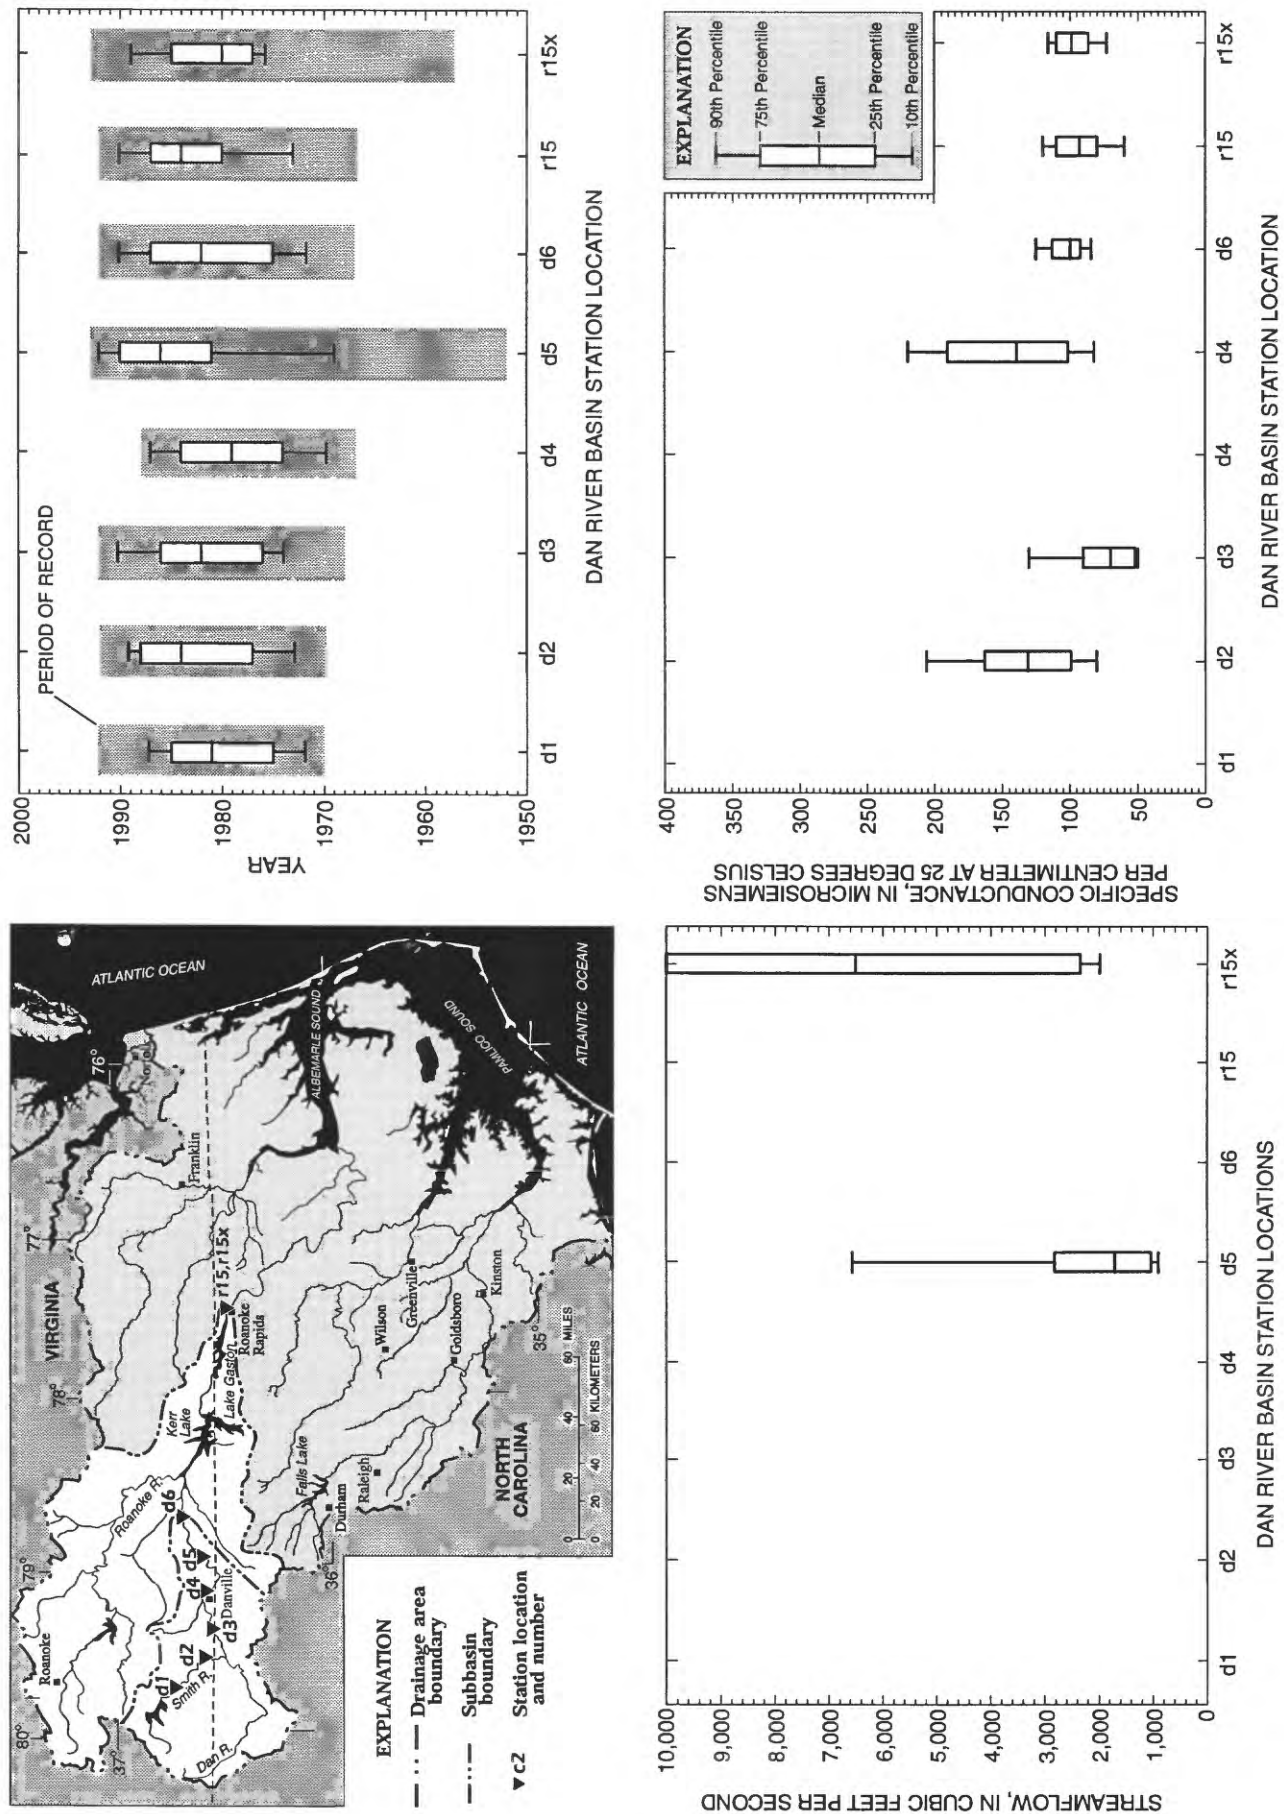 VIRGINIA
NORTH
CAROLINA
ATLANTIC OCEAN
ATLANTIC OCEAN
ALBEMARLE SOUND
PAMLICO SOUND
80°
79°
78°
77°
76°
37°
36°
35°
Roanoke
Roanoke R.
Smith R.
Dan R.
Danville
d1
d2
d3
d4
d5
d6
Kerr
Lake
Lake Gaston
r15,r15x
Roanoke
Rapids
Franklin
Falls Lake
Durham
Raleigh
Wilson
Greenville
Goldsboro
Kinston
0 20 40 60 MILES
0 20 40 60 KILOMETERS
EXPLANATION
Drainage area
boundary
Subbasin
boundary
c2 Station location
and number
2000
1990
1980
1970
1960
1950
YEAR
PERIOD OF RECORD
d1 d2 d3 d4 d5 d6 r15 r15x
DAN RIVER BASIN STATION LOCATION
10,000
9,000
8,000
7,000
6,000
5,000
4,000
3,000
2,000
1,000
0
STREAMFLOW, IN CUBIC FEET PER SECOND
d1 d2 d3 d4 d5 d6 r15 r15x
DAN RIVER BASIN STATION LOCATIONS
400
350
300
250
200
150
100
50
0
SPECIFIC CONDUCTANCE, IN MICROSIEMENS
PER CENTIMETER AT 25 DEGREES CELSIUS
d1 d2 d3 d4 d4 d6 r15 r15x
DAN RIVER BASIN STATION LOCATION
EXPLANATION
90th Percentile
75th Percentile
Median
25th Percentile
10th Percentile